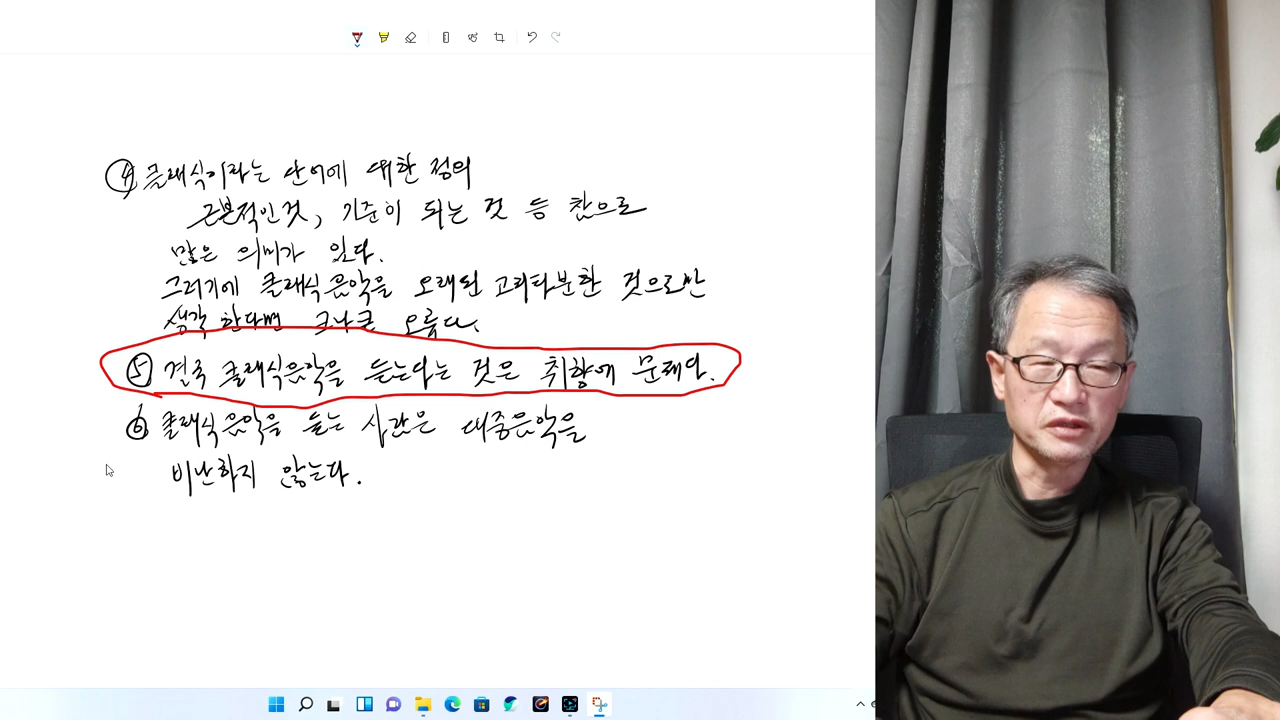 ④ 클래식이라는 단어에 대한 정의
근본적인것, 기준이 되는 것 등 참으로
많은 의미가 있다.
그러기에 클래식음악을 오래된 고리타분한 것으로만
생각 한다면 크나큰 오류다.
⑤ 결국 클래식음악을 듣는다는 것은 취향에 문제다.
⑥ 클래식음악을 듣는 사람은 대중음악을
비난하지 않는다.